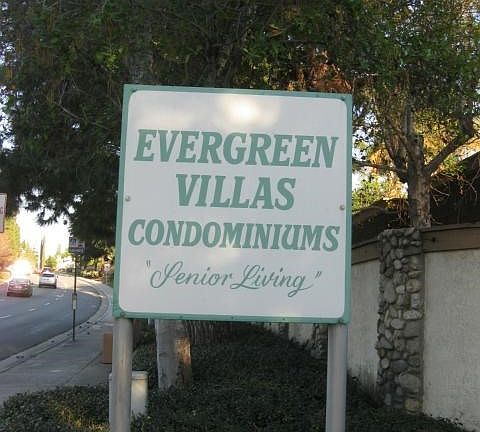 EVERGREEN
VILLAS
CONDOMINIUMS
"Senior Living"